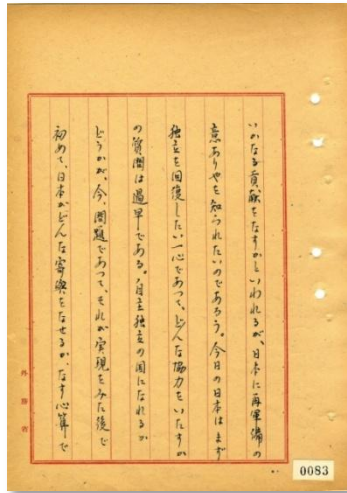 いかなる貢献をなすかといわれるが、日本に再軍備の
意ありやを知られたいのであろう。今日の日本はまず
独立を回復したい一心であつて、どんな協力をいたすか
の質問は過早である。自主独立の国になれるか
どうかが、今、問題であつて、それが実現をみた後で
初めて、日本がどんな寄与をなせるか、なす心算で
外務省
0083